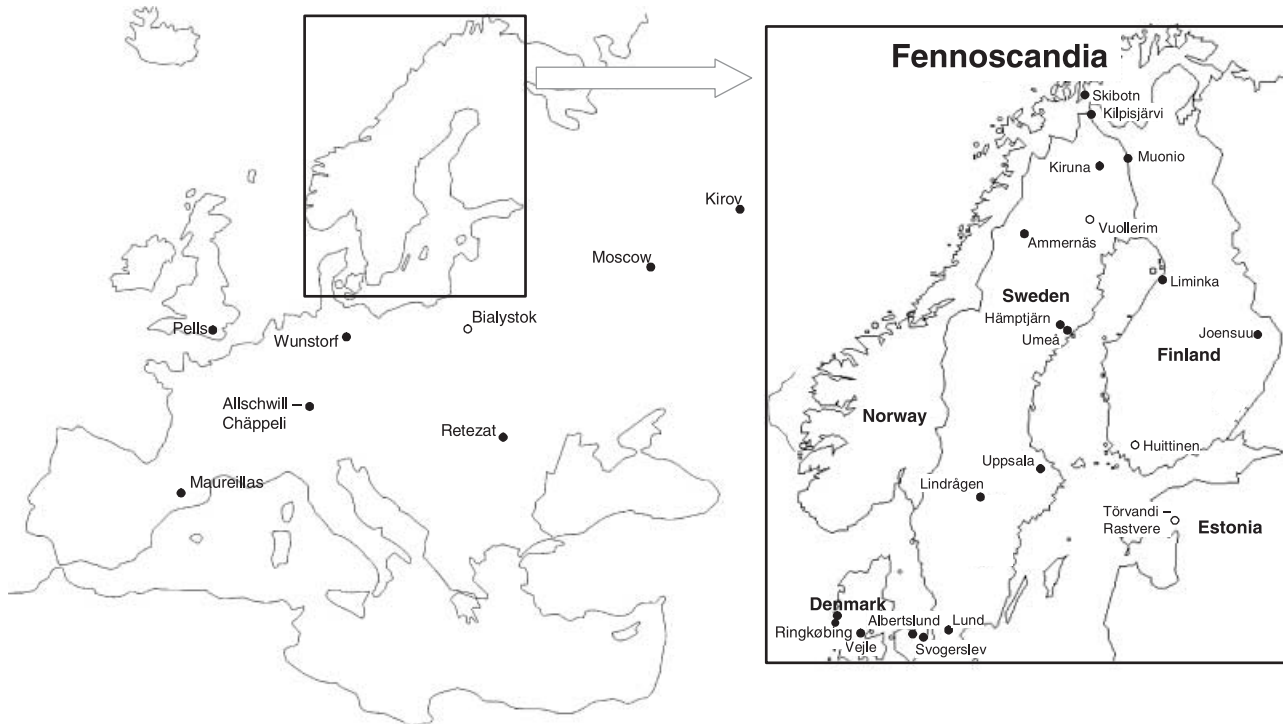 Fennoscandia
Skibotn
Kilpisjärvi
Muonio
Kiruna
Kirov
Vuollerim
Ammernäs
Moscow
Liminka
Sweden
Hämptjärn
Pells
Bialystok
Umeå
Joensuu
Wunstorf
Finland
Allschwill –
Chäppeli
Norway
Retezat
Huittinen
Uppsala
Maureillas
Lindrågen
Törvandi –
Rastvere
Estonia
Denmark
Albertslund
Lund
Ringkøbing
Vejle
Svogerslev